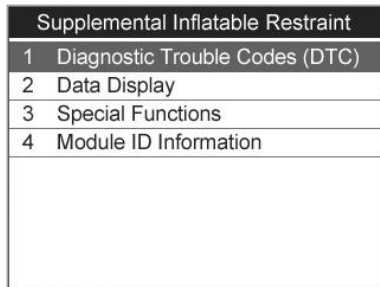 Supplemental Inflatable Restraint
1 Diagnostic Trouble Codes (DTC)
2 Data Display
3 Special Functions
4 Module ID Information